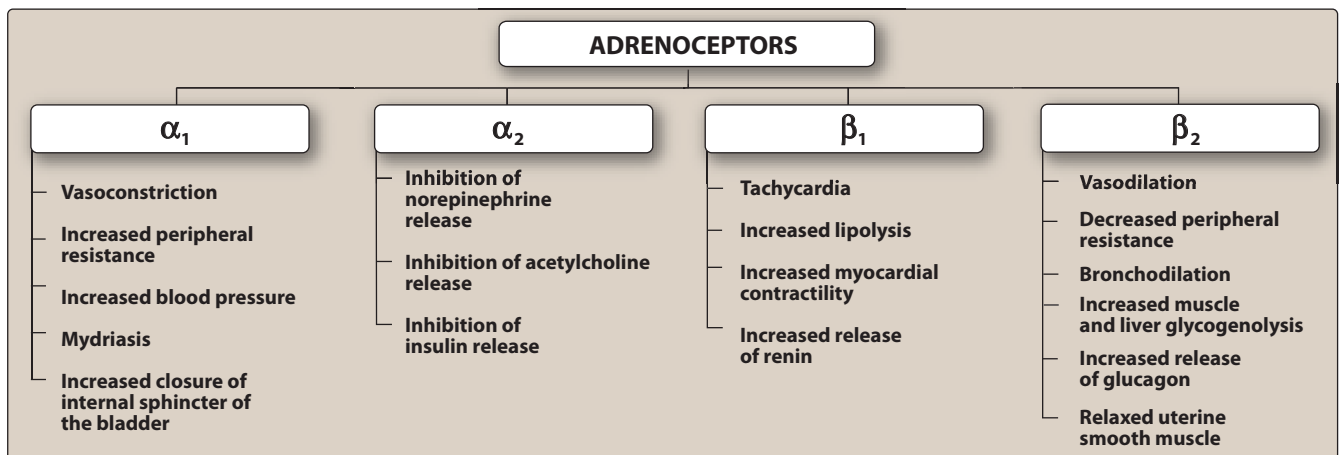 ADRENOCEPTORS
α₁
Vasoconstriction
Increased peripheral
resistance
Increased blood pressure
Mydriasis
Increased closure of
internal sphincter of
the bladder
α₂
Inhibition of
norepinephrine
release
Inhibition of acetylcholine
release
Inhibition of
insulin release
β₁
Tachycardia
Increased lipolysis
Increased myocardial
contractility
Increased release
of renin
β₂
Vasodilation
Decreased peripheral
resistance
Bronchodilation
Increased muscle
and liver glycogenolysis
Increased release
of glucagon
Relaxed uterine
smooth muscle